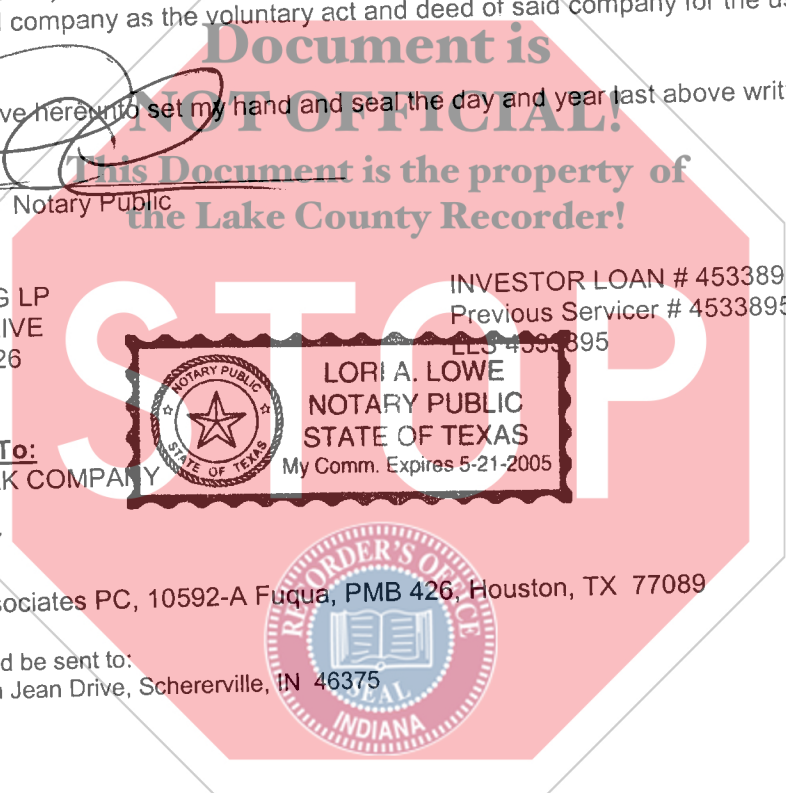 company as the voluntary act and deed of said company for the
Document is
hereunto set my hand and seal the day and year last above
NOT OFFICIAL!
This Document is the property of
Notary Public
the Lake County Recorder!
LP
INVESTOR LOAN # 453389
Previous Servicer # 4533895
26
STOP
NOTARY PUBLIC
STATE OF TEXAS
LORI A. LOWE
NOTARY PUBLIC
STATE OF TEXAS
My Comm. Expires 5-21-2005
To:
COMPANY
RECORDER'S OFFICE
PC, 10592-A Fuqua, PMB 426, Houston, TX 77089
be sent to:
Jean Drive, Schererville, IN 46375
SEAL
INDIANA